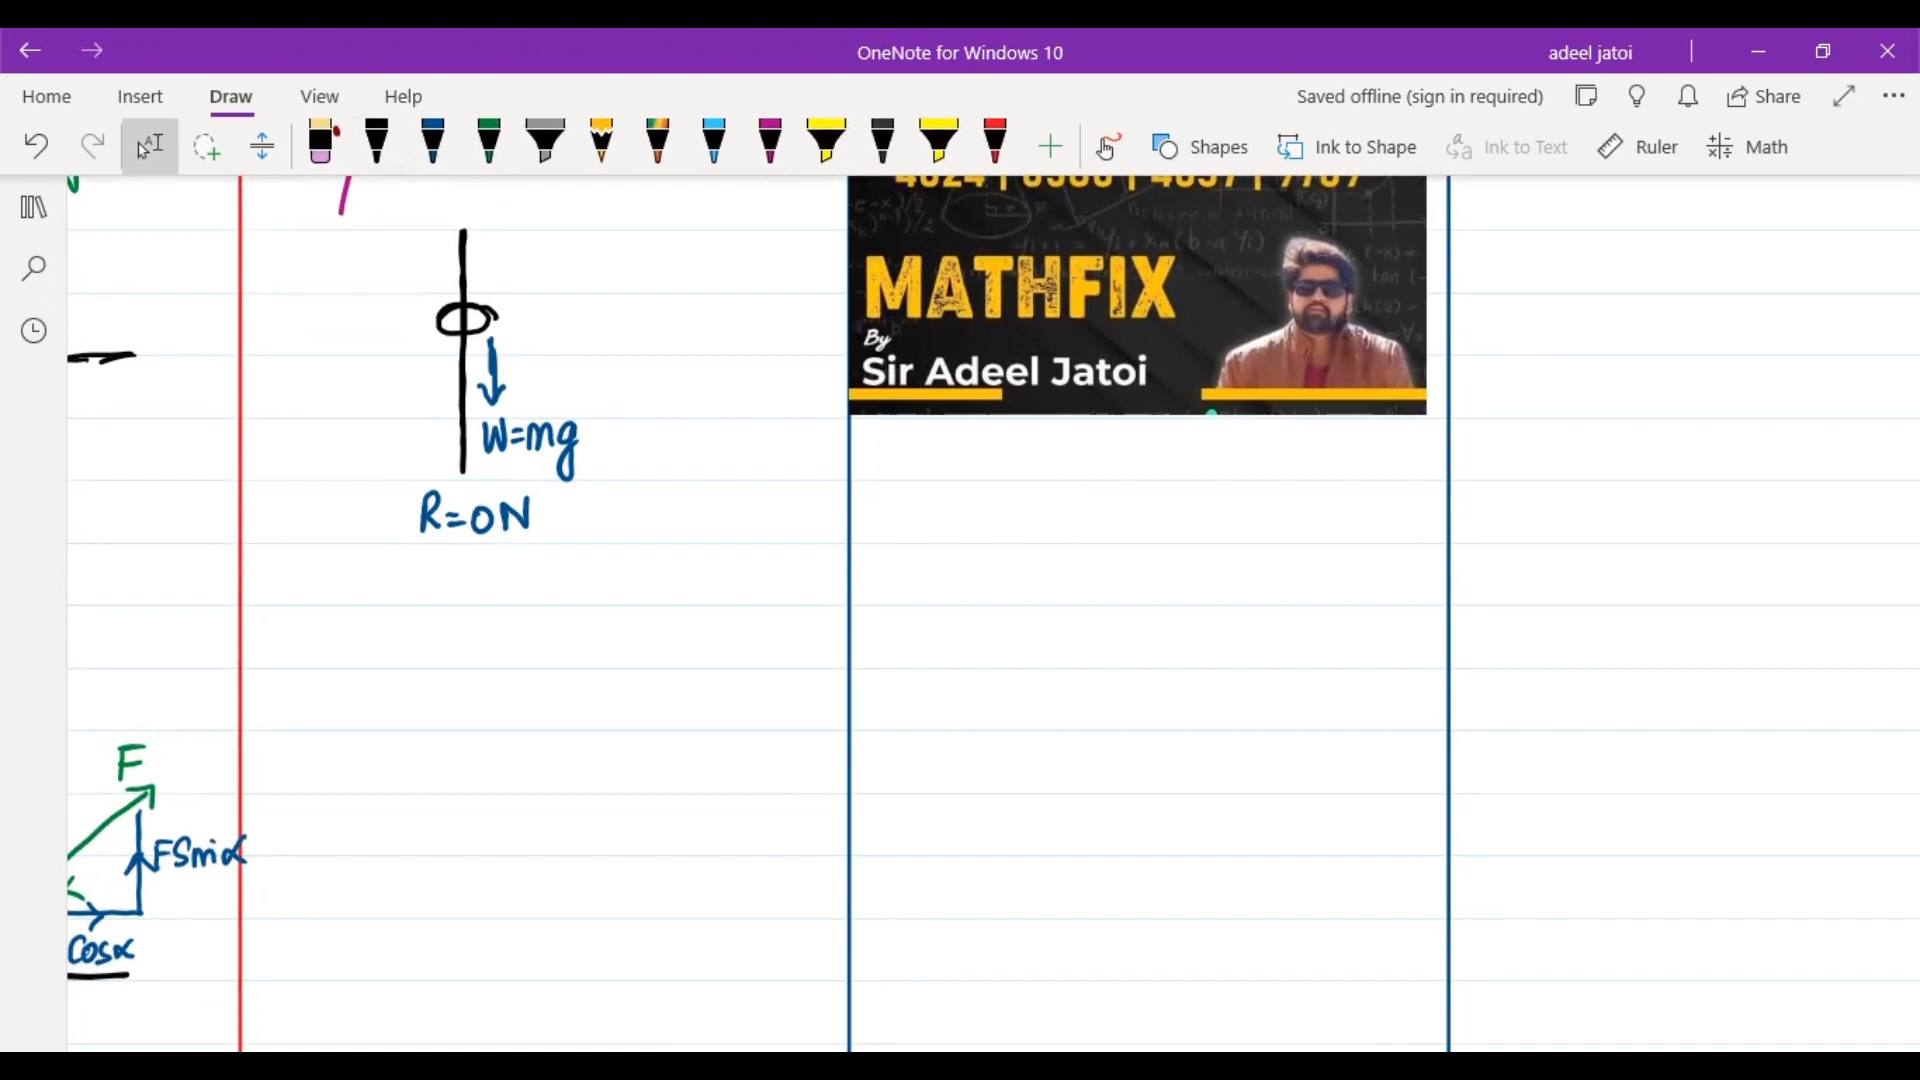 OneNote for Windows 10
adeel jatoi
Home Insert Draw View Help
Saved offline (sign in required)
Share
Shapes
Ink to Shape
Ink to Text
Ruler
Math
MATHFIX
By
Sir Adeel Jatoi
W=mg
R=0N
F
FSinα
Cosα